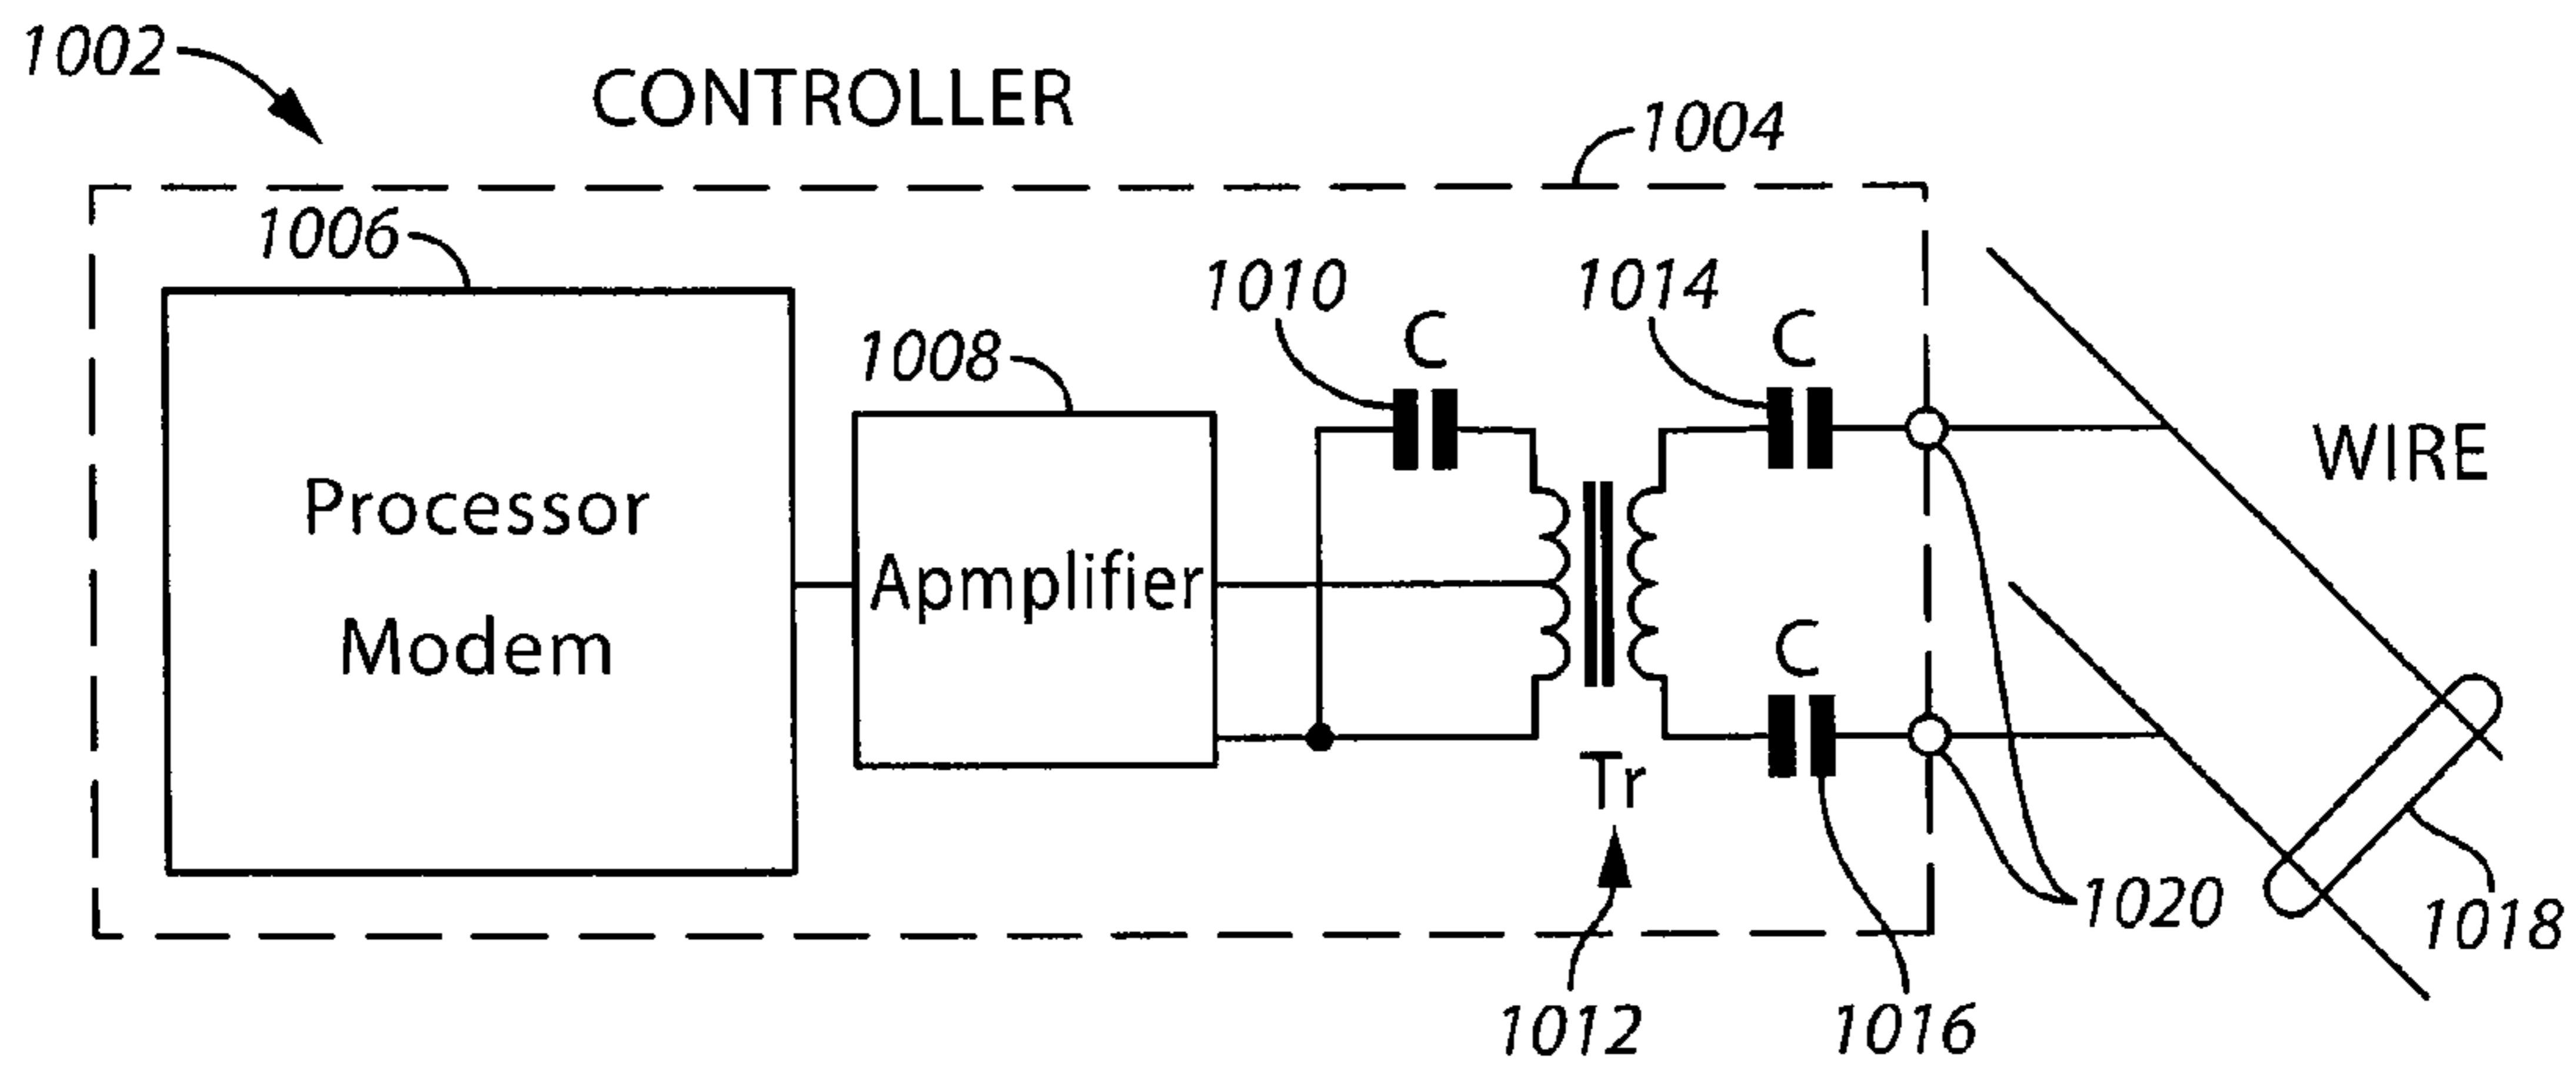 1002
CONTROLLER
1004
1006
1010
1014
C
C
1008
WIRE
Processor
Modem
Apmplifier
C
Tr
1020
1018
1012
1016